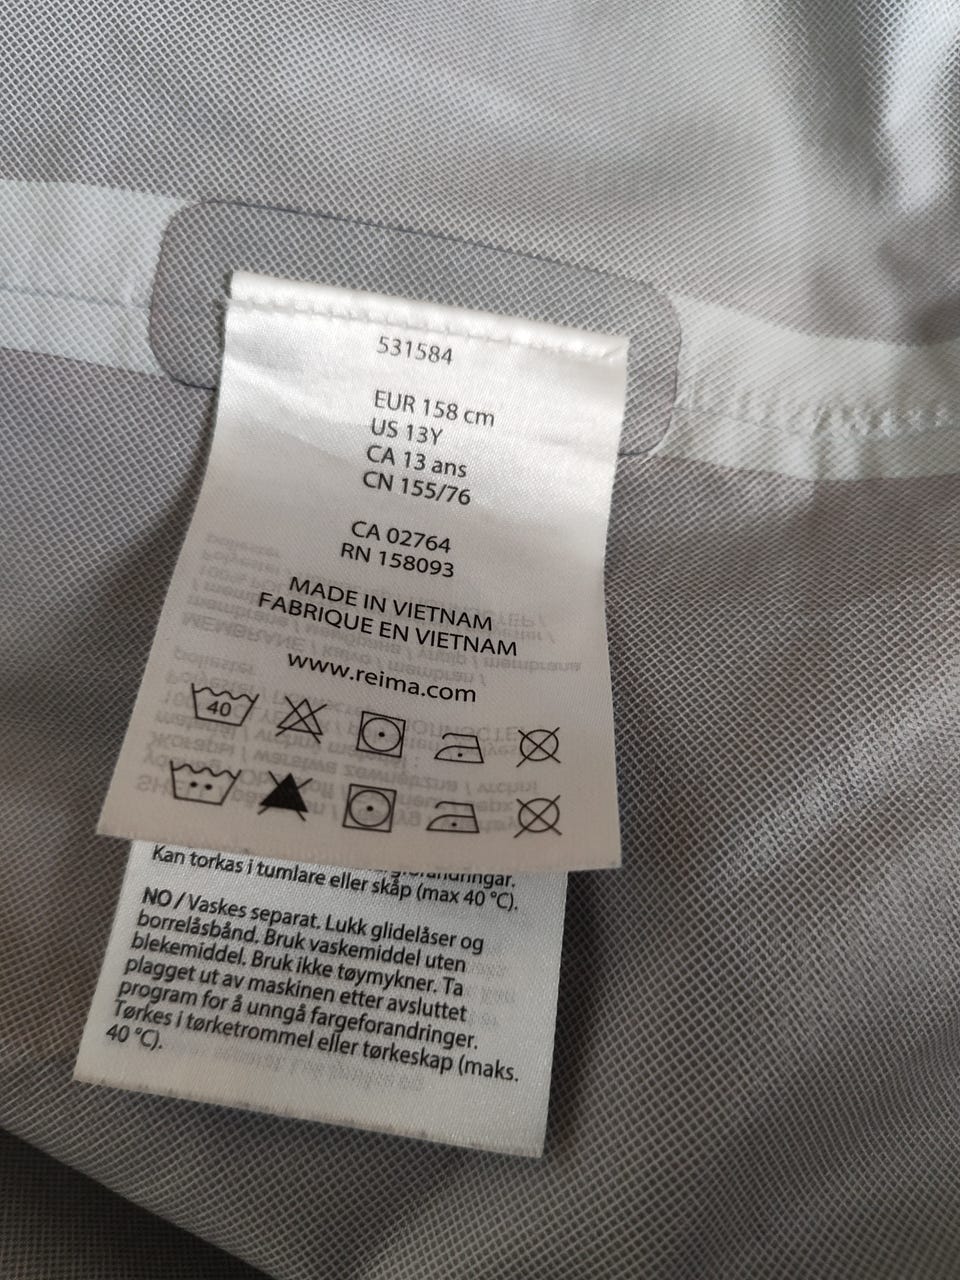 531584
EUR 158 cm
US 13Y
CA 13 ans
CN 155/76
CA 02764
RN 158093
MADE IN VIETNAM
FABRIQUE EN VIETNAM
www.reima.com
40
Kan torkas i tumlare eller skåp (max 40 °C).
NO / Vaskes separat. Lukk glidelåser og
borrelåsbånd. Bruk vaskemiddel uten
blekemiddel. Bruk ikke tøymykner. Ta
plagget ut av maskinen etter avsluttet
program for å unngå fargeforandringer.
Tørkes i tørketrommel eller tørkeskap (maks.
40 °C).